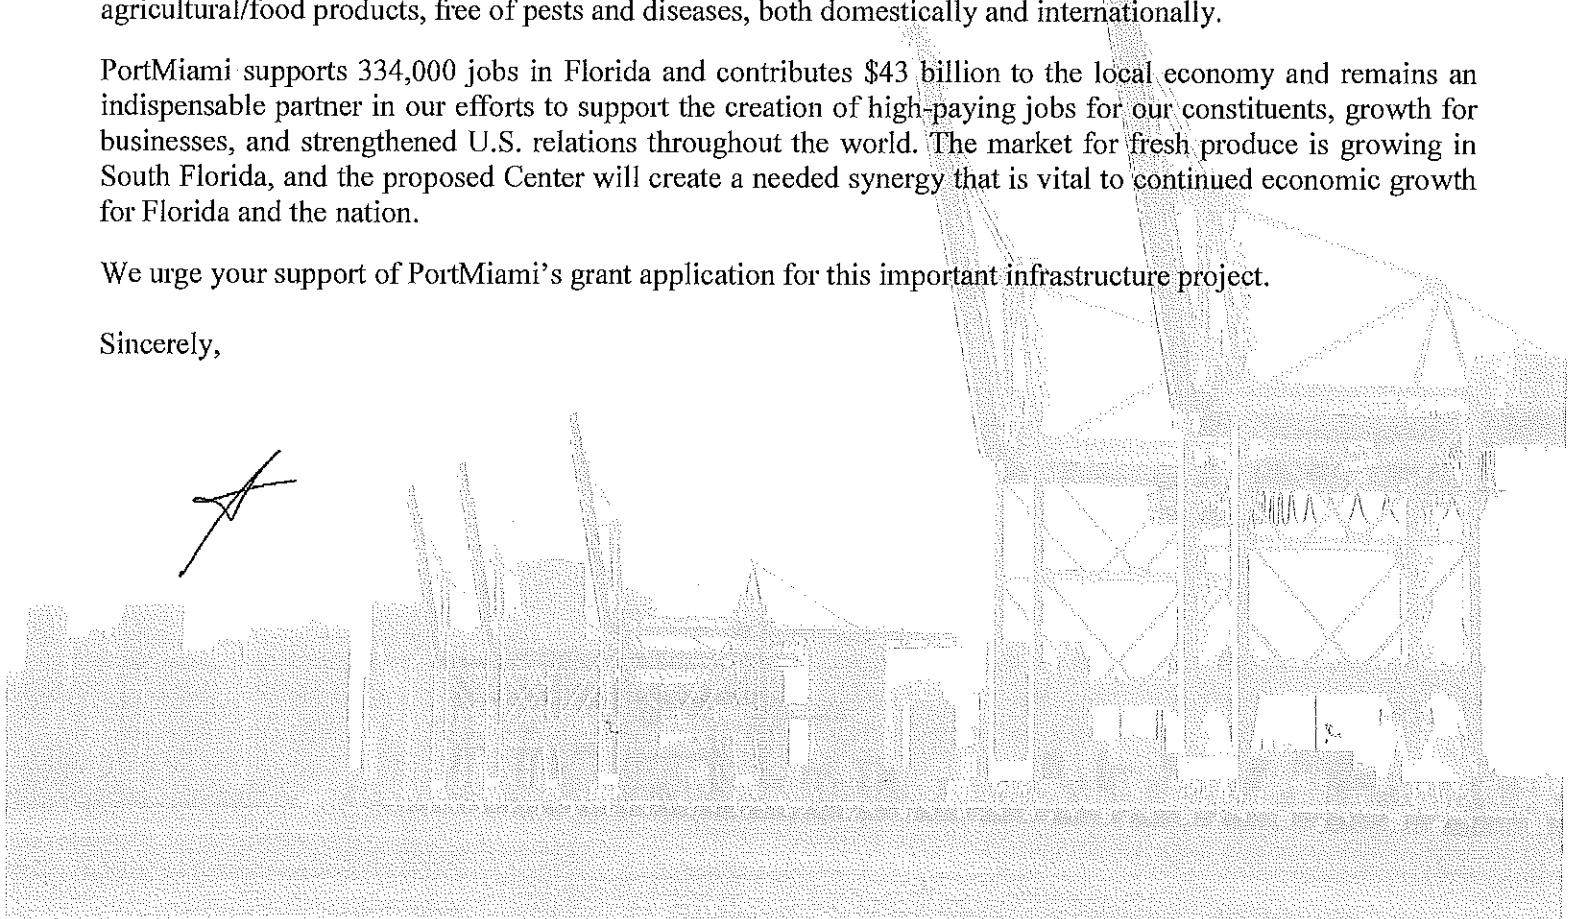 agricultural/food products, free of pests and diseases, both domestically and internationally.
PortMiami supports 334,000 jobs in Florida and contributes $43 billion to the local economy and remains an
indispensable partner in our efforts to support the creation of high-paying jobs for our constituents, growth for
businesses, and strengthened U.S. relations throughout the world. The market for fresh produce is growing in
South Florida, and the proposed Center will create a needed synergy that is vital to continued economic growth
for Florida and the nation.
We urge your support of PortMiami's grant application for this important infrastructure project.
Sincerely,